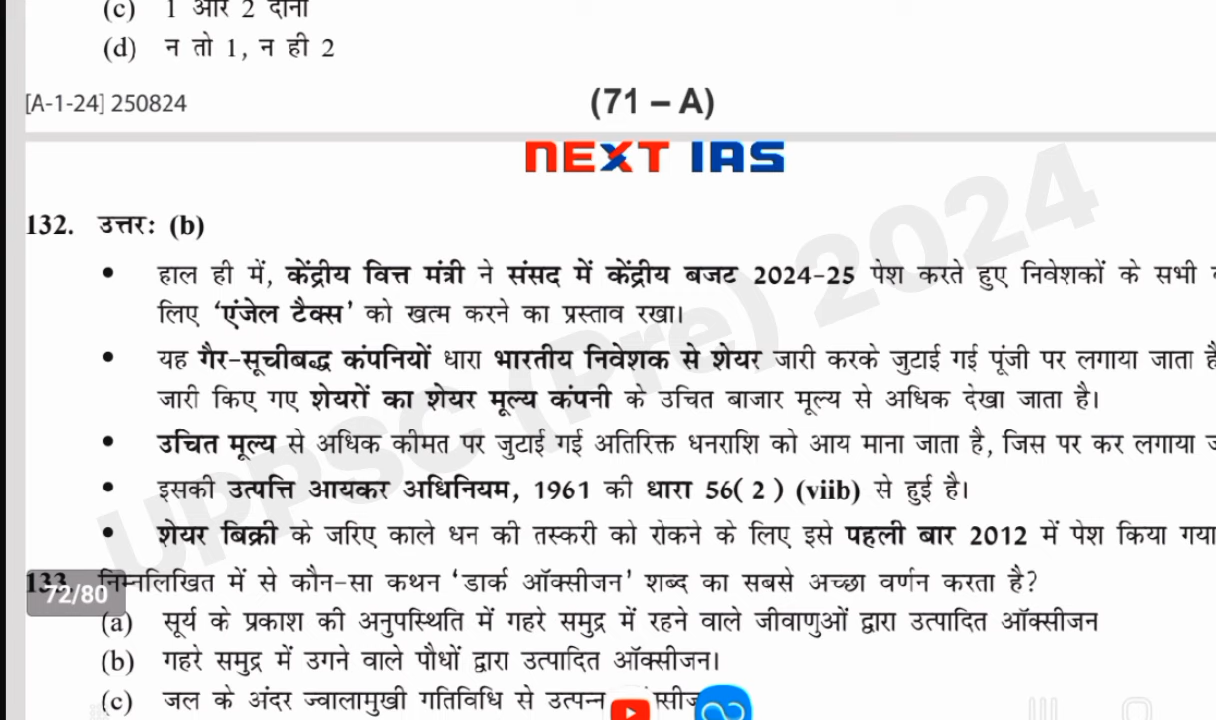 (c) 1 और 2 दोनों
(d) न तो 1, न ही 2
[A-1-24] 250824
(71 – A)
NEXT IAS
132. उत्तरः (b)
• हाल ही में, केंद्रीय वित्त मंत्री ने संसद में केंद्रीय बजट 2024-25 पेश करते हुए निवेशकों के सभी
लिए ‘एंजेल टैक्स’ को खत्म करने का प्रस्ताव रखा।
• यह गैर-सूचीबद्ध कंपनियों धारा भारतीय निवेशक से शेयर जारी करके जुटाई गई पूंजी पर लगाया जाता है
जारी किए गए शेयरों का शेयर मूल्य कंपनी के उचित बाजार मूल्य से अधिक देखा जाता है।
• उचित मूल्य से अधिक कीमत पर जुटाई गई अतिरिक्त धनराशि को आय माना जाता है, जिस पर कर लगाया
• इसकी उत्पत्ति आयकर अधिनियम, 1961 की धारा 56( 2 ) (viib) से हुई है।
• शेयर बिक्री के जरिए काले धन की तस्करी को रोकने के लिए इसे पहली बार 2012 में पेश किया गया
133. निम्नलिखित में से कौन-सा कथन ‘डार्क ऑक्सीजन’ शब्द का सबसे अच्छा वर्णन करता है?
72/80
(a) सूर्य के प्रकाश की अनुपस्थिति में गहरे समुद्र में रहने वाले जीवाणुओं द्वारा उत्पादित ऑक्सीजन
(b) गहरे समुद्र में उगने वाले पौधों द्वारा उत्पादित ऑक्सीजन।
(c) जल के अंदर ज्वालामुखी गतिविधि से उत्पन्न
UPPSC (Pre) 2024